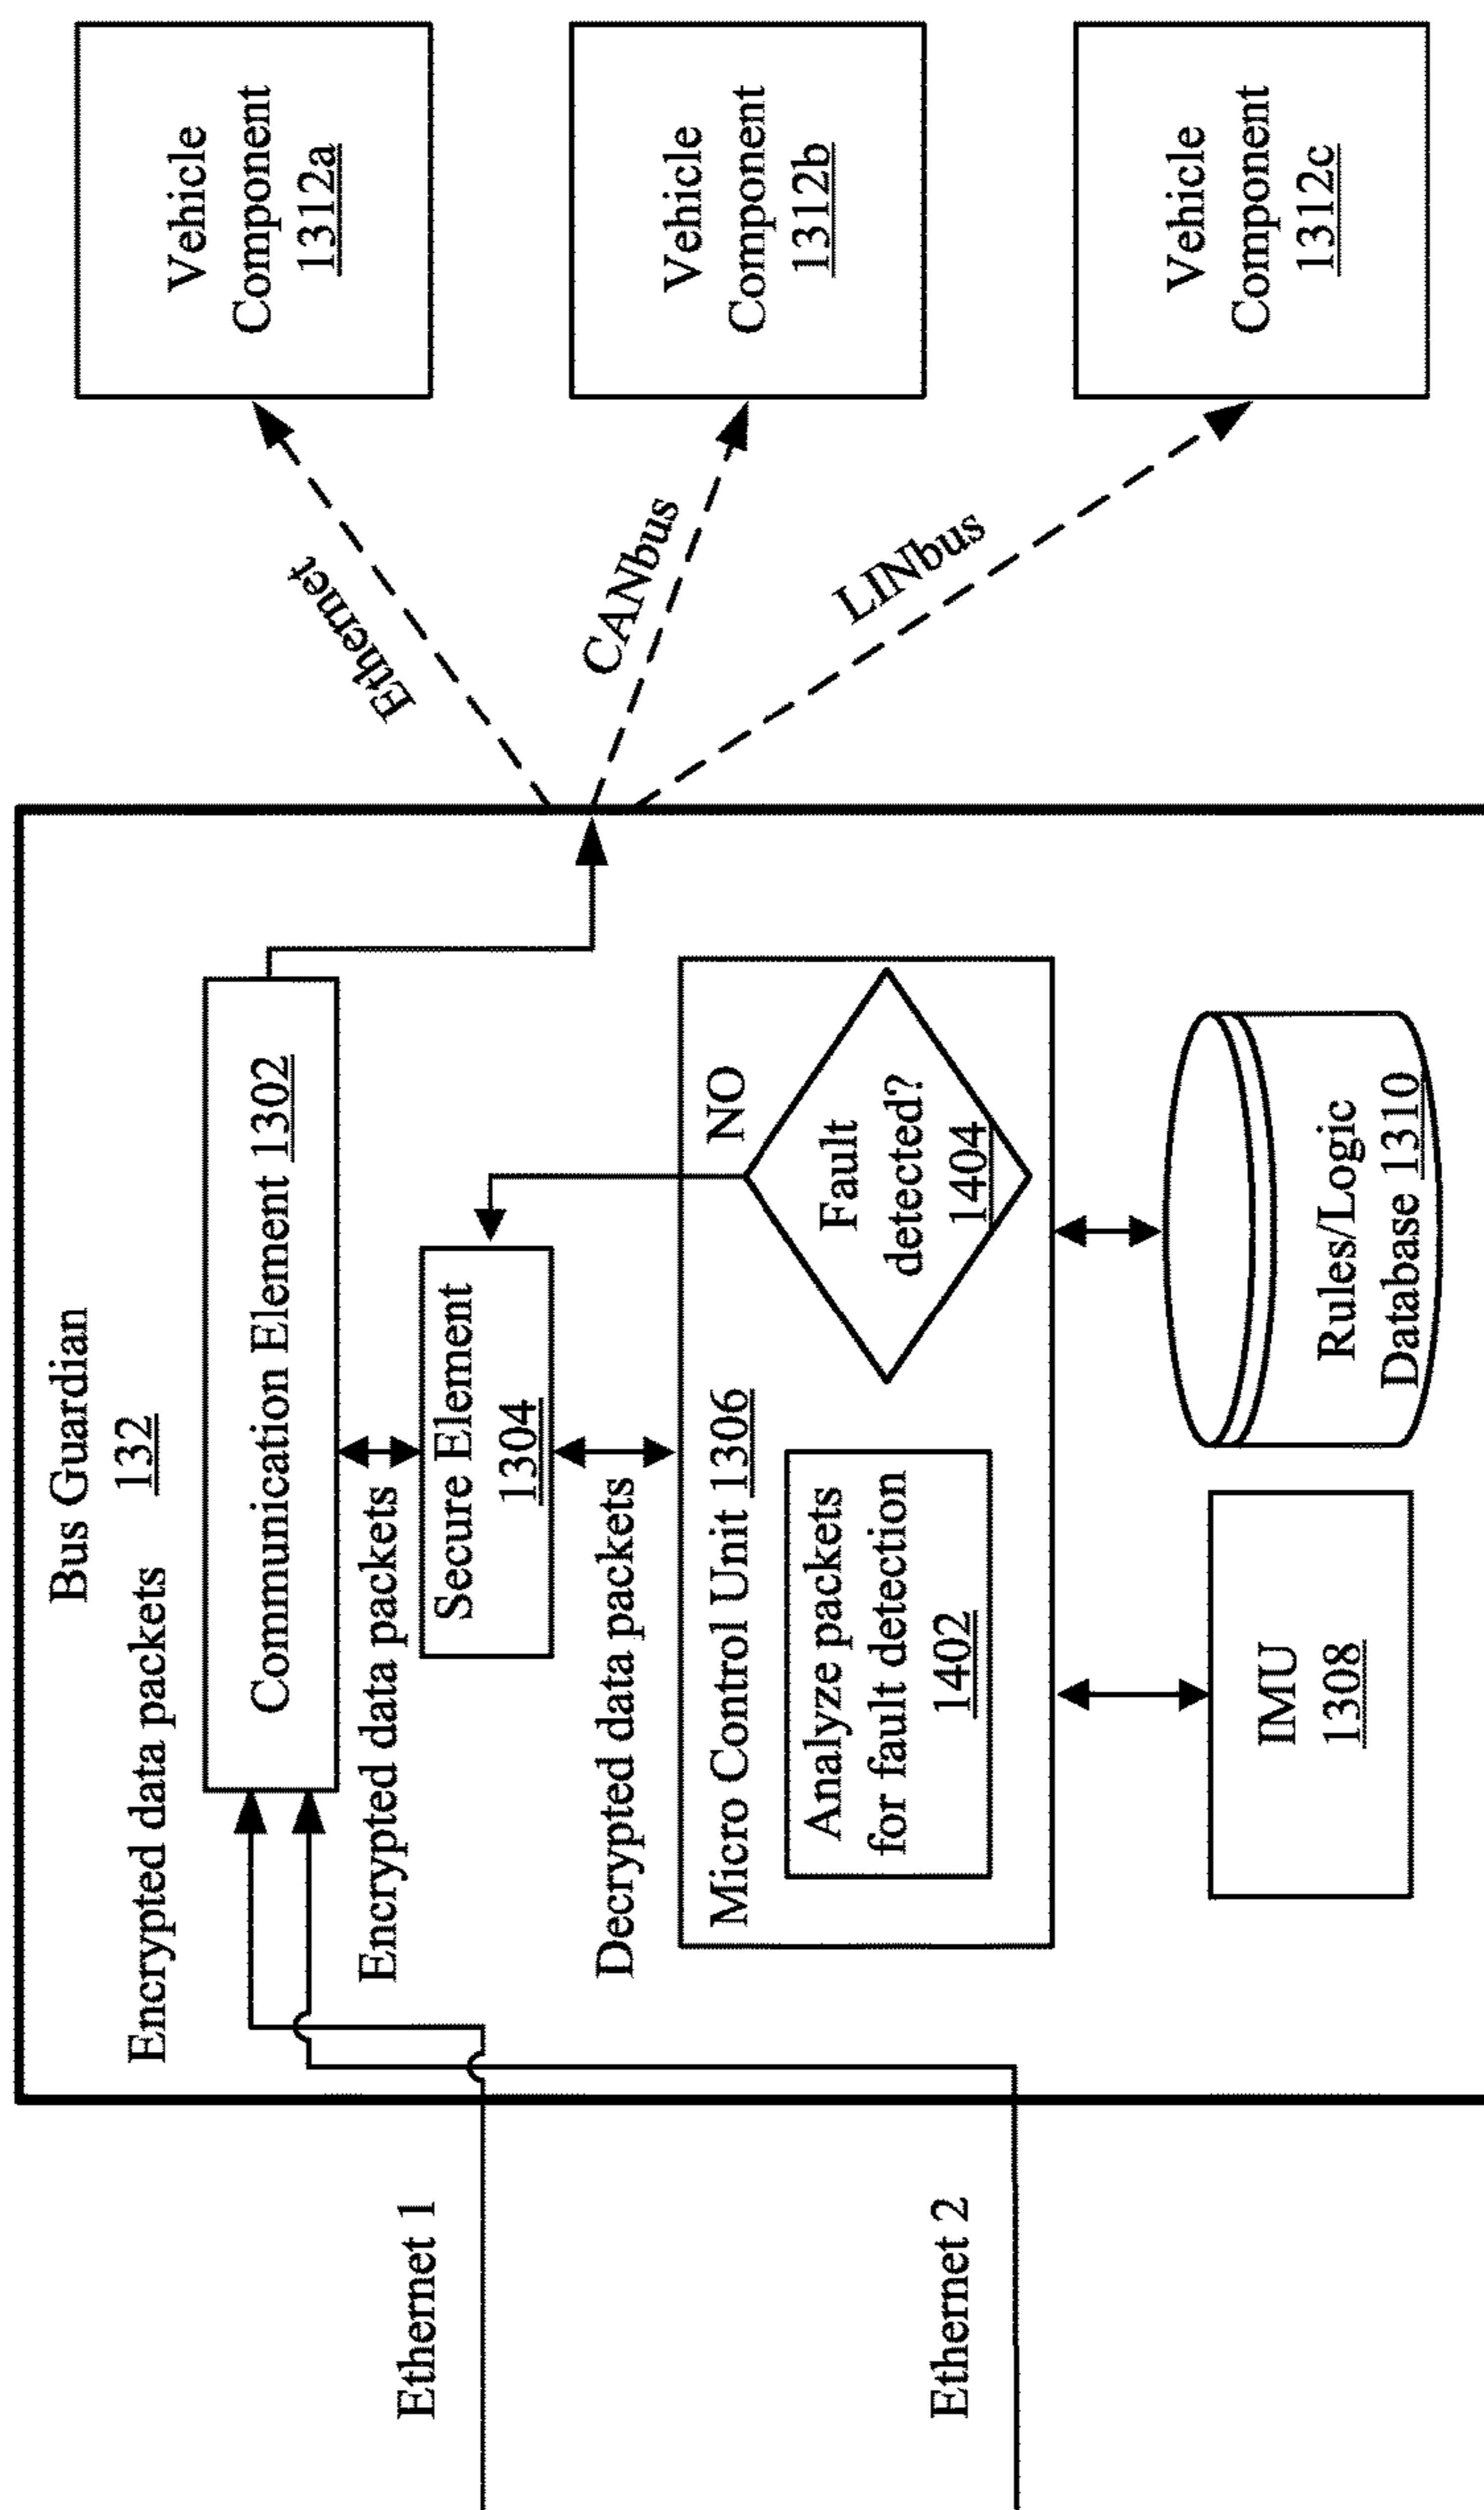 Bus Guardian
132
Encrypted data packets
Communication Element 1302
Encrypted data packets
Secure Element
1304
Decrypted data packets
Micro Control Unit 1306
NO
Analyze packets
for fault detection
1402
Fault
detected?
1404
IMU
1308
Rules/Logic
Database 1310
Ethernet 1
Ethernet 2
Ethernet
CANbus
LINbus
Vehicle
Component
1312a
Vehicle
Component
1312b
Vehicle
Component
1312c